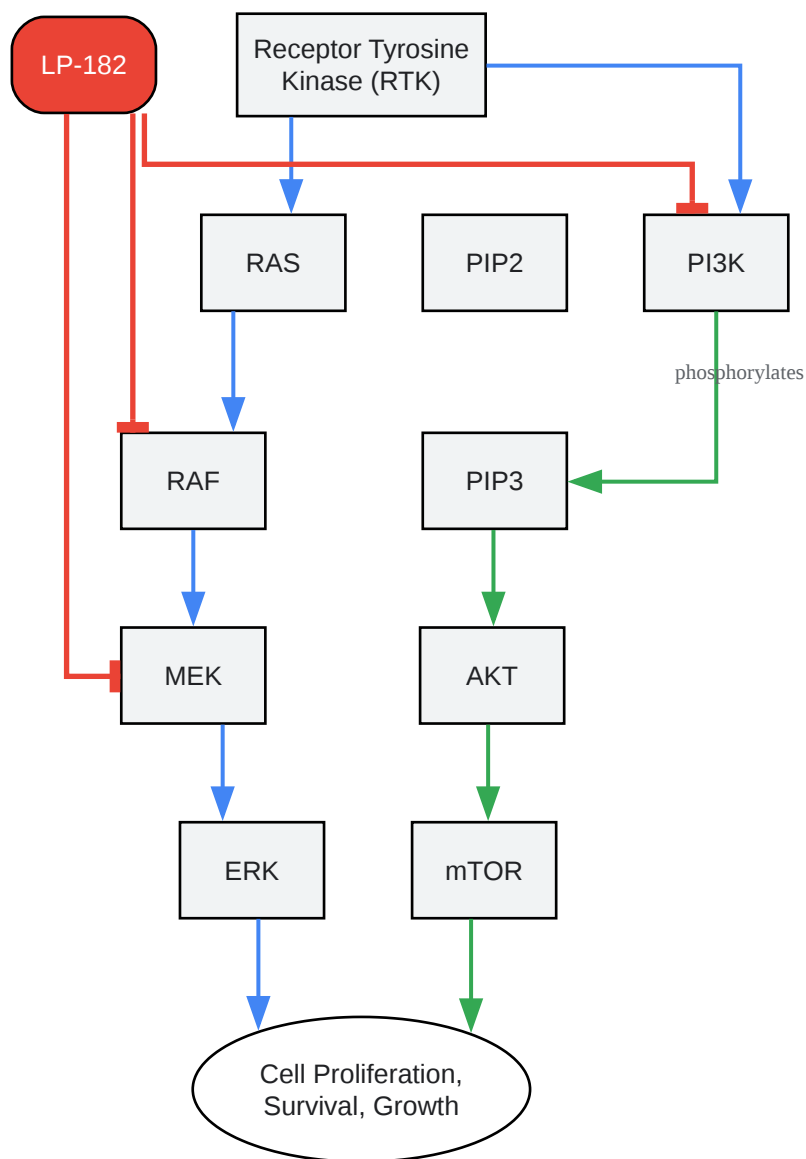 LP-182
Receptor Tyrosine
Kinase (RTK)
RAS
PIP2
PI3K
phosphorylates
RAF
PIP3
MEK
AKT
ERK
mTOR
Cell Proliferation,
Survival, Growth